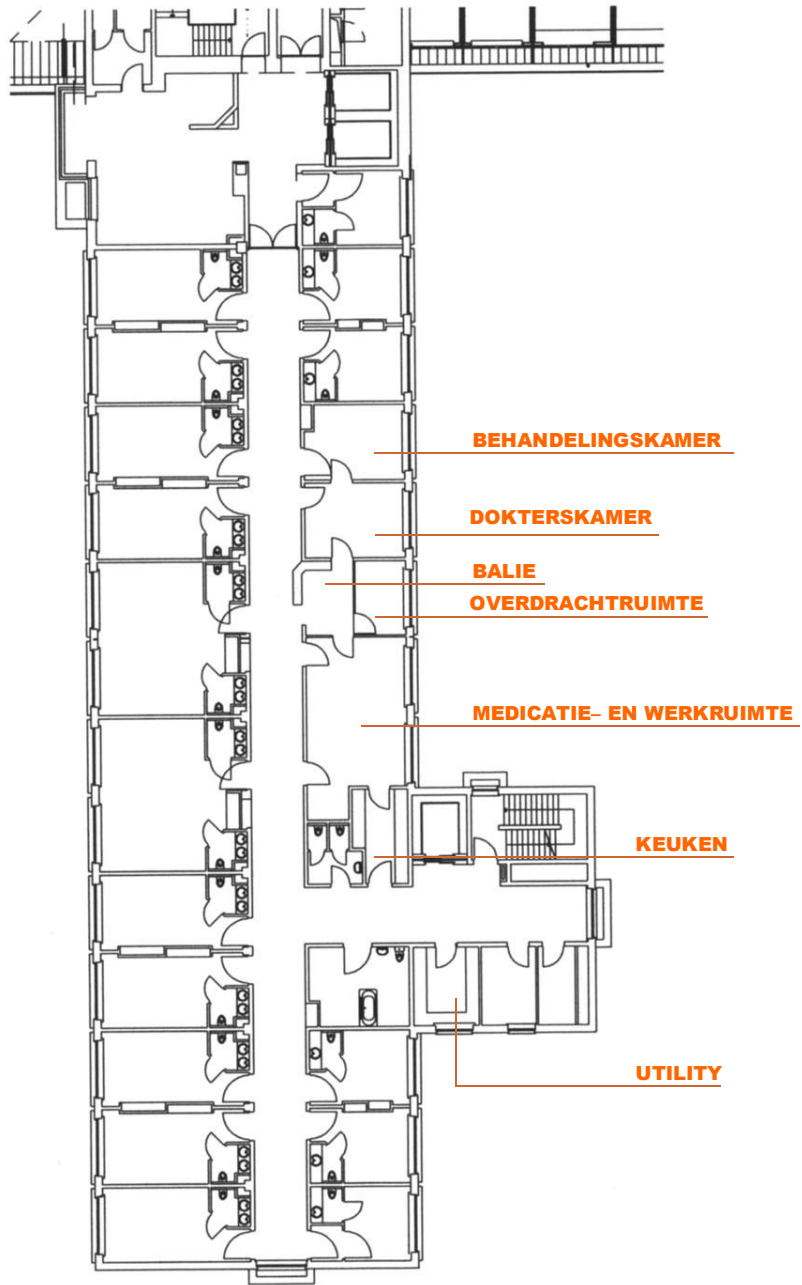 BEHANDELINGSKAMER
DOKTERSKAMER
BALIE
OVERDRACHTRUIMTE
MEDICATIE– EN WERKRUIMTE
KEUKEN
UTILITY